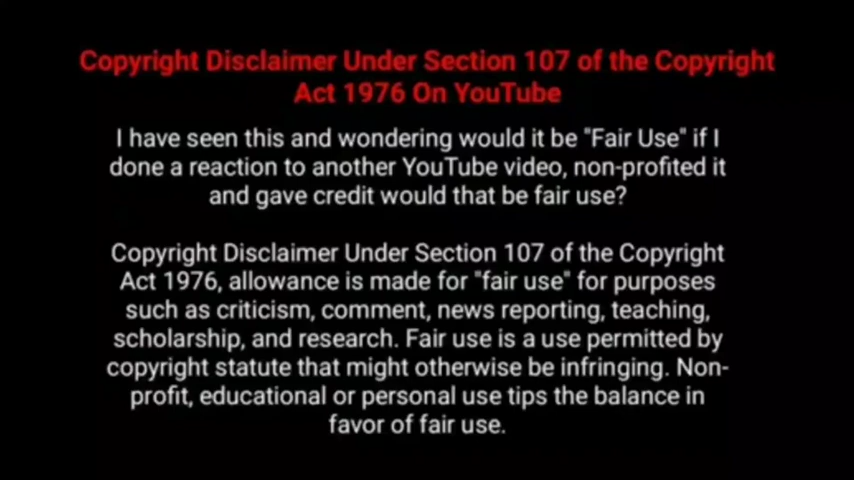 Copyright Disclaimer Under Section 107 of the Copyright
Act 1976 On YouTube
I have seen this and wondering would it be "Fair Use" if I
done a reaction to another YouTube video, non-profited it
and gave credit would that be fair use?
Copyright Disclaimer Under Section 107 of the Copyright
Act 1976, allowance is made for "fair use" for purposes
such as criticism, comment, news reporting, teaching,
scholarship, and research. Fair use is a use permitted by
copyright statute that might otherwise be infringing. Non-
profit, educational or personal use tips the balance in
favor of fair use.